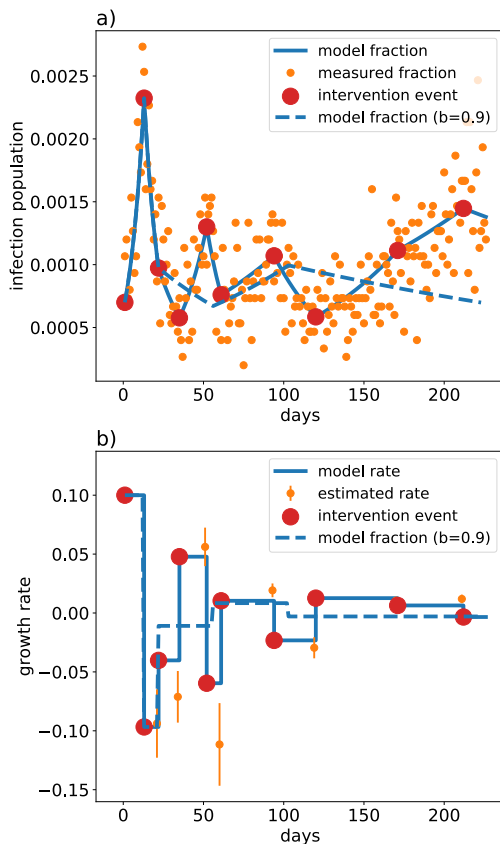 a)
model fraction
measured fraction
intervention event
model fraction (b=0.9)
infection population
0.0025
0.0020
0.0015
0.0010
0.0005
0
50
100
150
200
days
b)
model rate
estimated rate
intervention event
model fraction (b=0.9)
growth rate
0.10
0.05
0.00
−0.05
−0.10
−0.15
0
50
100
150
200
days